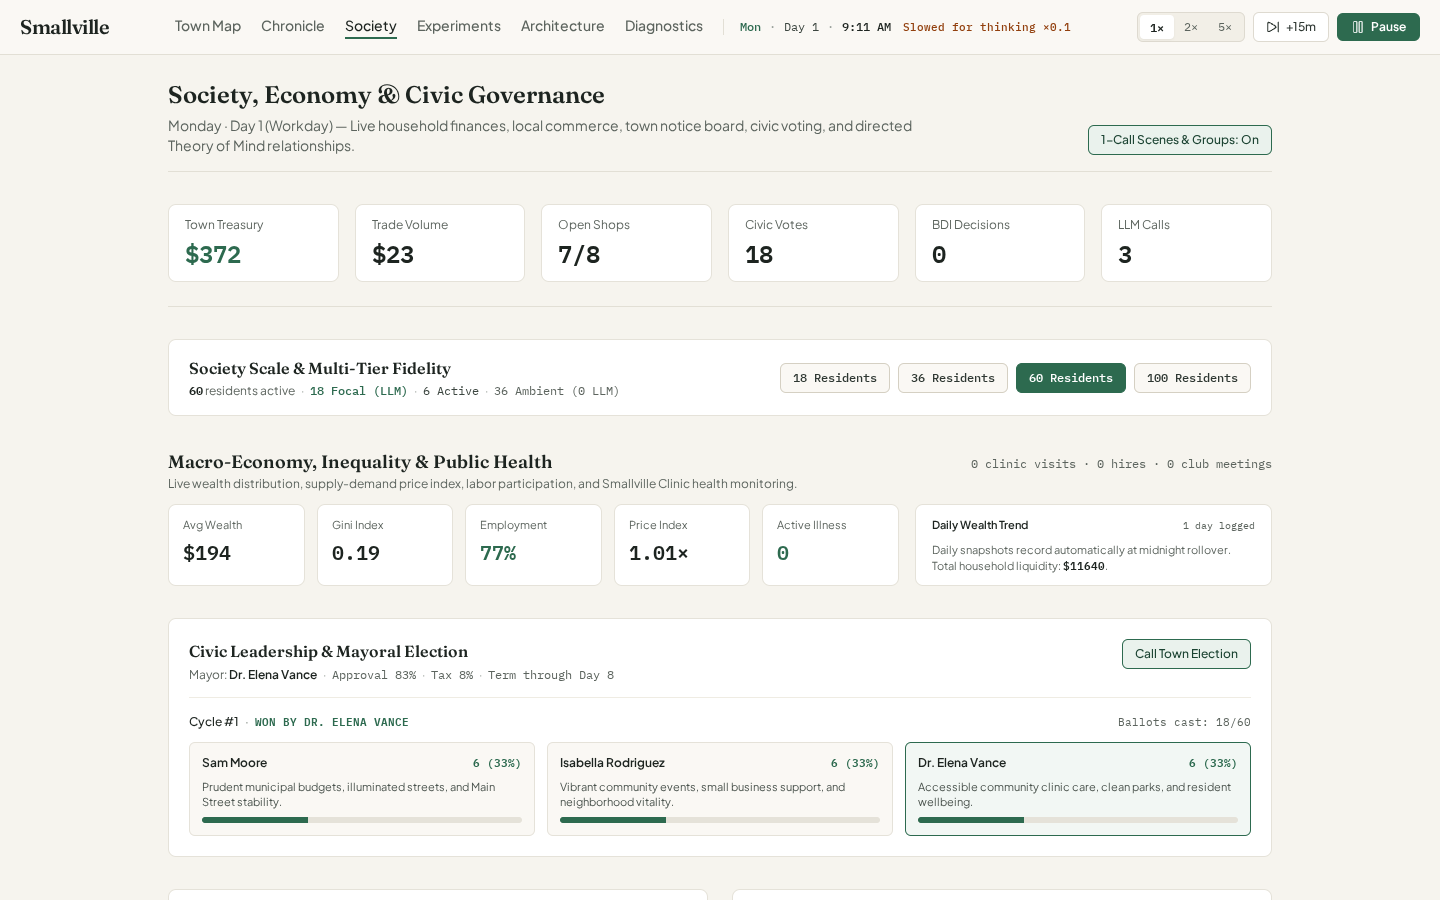 Smallville
Town Map Chronicle Society Experiments Architecture Diagnostics
Mon · Day 1 · 9:11 AM Slowed for thinking ×0.1
1× 2× 5× +15m Pause
Society, Economy & Civic Governance
Monday · Day 1 (Workday) — Live household finances, local commerce, town notice board, civic voting, and directed
Theory of Mind relationships.
1-Call Scenes & Groups: On
Town Treasury
$372
Trade Volume
$23
Open Shops
7/8
Civic Votes
18
BDI Decisions
0
LLM Calls
3
Society Scale & Multi-Tier Fidelity
60 residents active · 18 Focal (LLM) · 6 Active · 36 Ambient (0 LLM)
18 Residents 36 Residents 60 Residents 100 Residents
Macro-Economy, Inequality & Public Health
0 clinic visits · 0 hires · 0 club meetings
Live wealth distribution, supply-demand price index, labor participation, and Smallville Clinic health monitoring.
Avg Wealth
$194
Gini Index
0.19
Employment
77%
Price Index
1.01×
Active Illness
0
Daily Wealth Trend 1 day logged
Daily snapshots record automatically at midnight rollover.
Total household liquidity: $11640.
Civic Leadership & Mayoral Election
Mayor: Dr. Elena Vance · Approval 83% · Tax 8% · Term through Day 8
Call Town Election
Cycle #1 · WON BY DR. ELENA VANCE
Ballots cast: 18/60
Sam Moore 6 (33%)
Prudent municipal budgets, illuminated streets, and Main
Street stability.
Isabella Rodriguez 6 (33%)
Vibrant community events, small business support, and
neighborhood vitality.
Dr. Elena Vance 6 (33%)
Accessible community clinic care, clean parks, and resident
wellbeing.